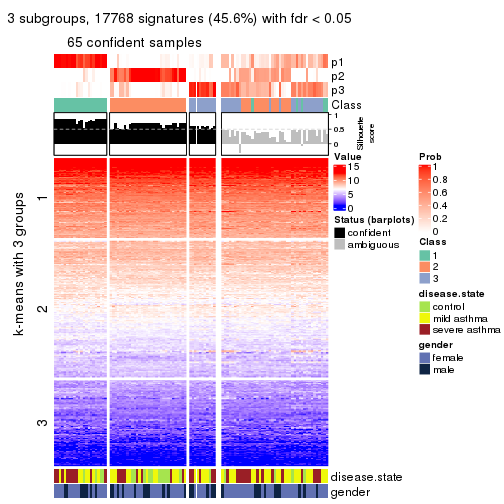 3 subgroups, 17768 signatures (45.6%) with fdr < 0.05
65 confident samples
p1
p2
p3
Class
1
0.5
0
Silhouette
score
k-means with 3 groups
1
2
3
disease.state
gender
Value
15
10
5
0
Status (barplots)
confident
ambiguous
Prob
1
0.8
0.6
0.4
0.2
0
Class
1
2
3
disease.state
control
mild asthma
severe asthma
gender
female
male